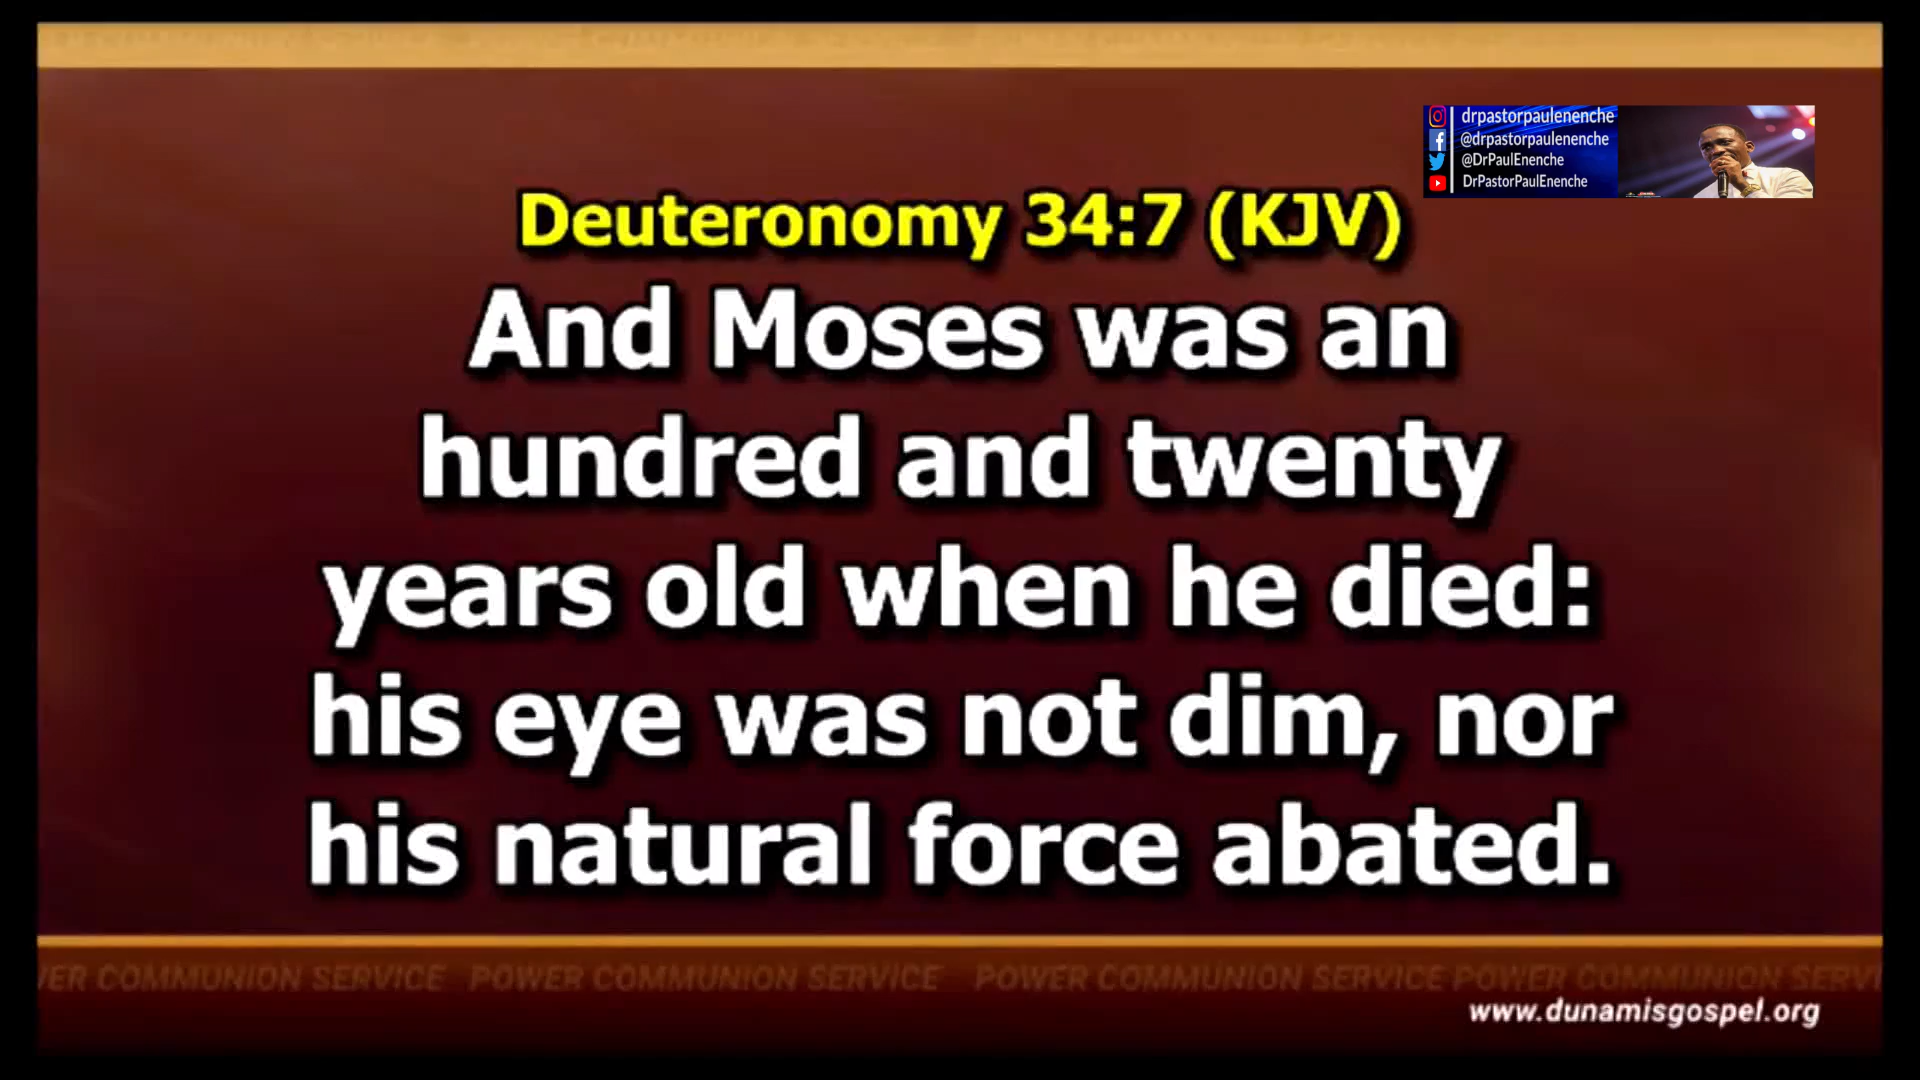 drpastorpaulenenche
@drpastorpaulenenche
@DrPaulEnenche
DrPastorPaulEnenche
Deuteronomy 34:7 (KJV)
And Moses was an
hundred and twenty
years old when he died:
his eye was not dim, nor
his natural force abated.
ER COMMUNION SERVICE POWER COMMUNION SERVICE POWER COMMUNION SERVICE POWER COMMUNION SERVI
www.dunamisgospel.org